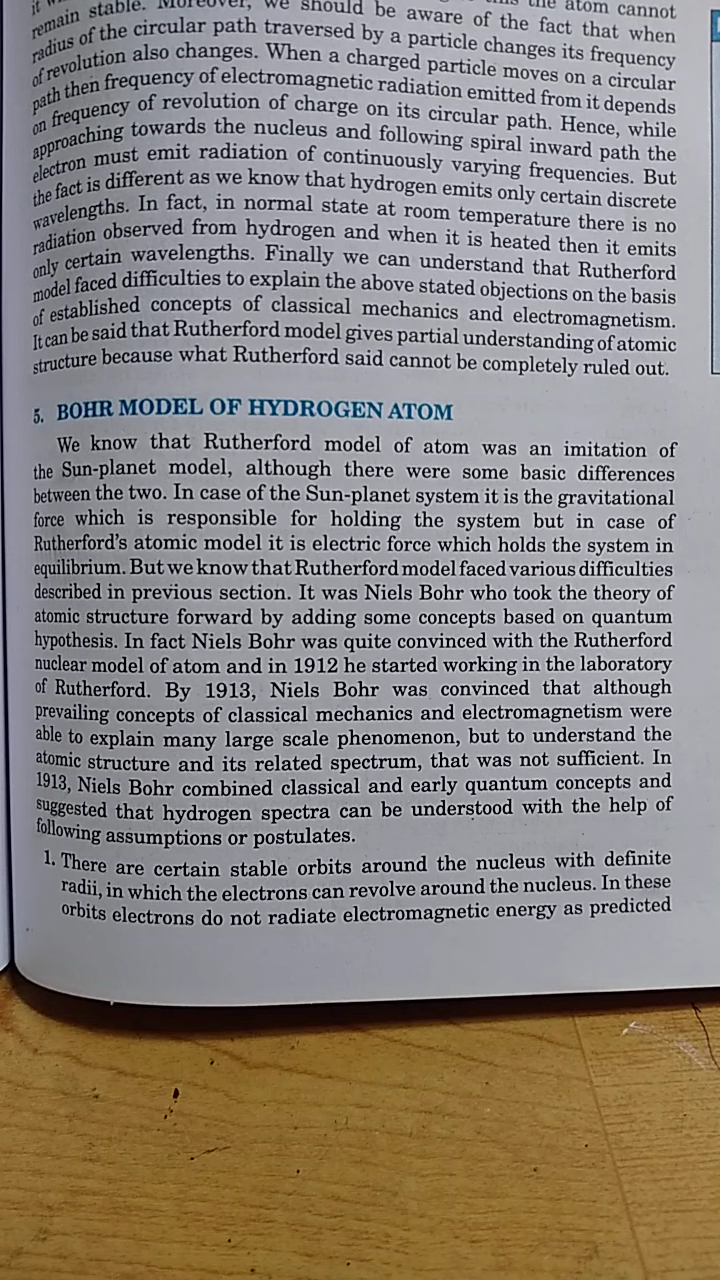 the atom cannot
remain stable. Moreover, we should be aware of the fact that when
radius of the circular path traversed by a particle changes its frequency
of revolution also changes. When a charged particle moves on a circular
path then frequency of electromagnetic radiation emitted from it depends
on frequency of revolution of charge on its circular path. Hence, while
approaching towards the nucleus and following spiral inward path the
electron must emit radiation of continuously varying frequencies. But
the fact is different as we know that hydrogen emits only certain discrete
wavelengths. In fact, in normal state at room temperature there is no
radiation observed from hydrogen and when it is heated then it emits
only certain wavelengths. Finally we can understand that Rutherford
model faced difficulties to explain the above stated objections on the basis
of established concepts of classical mechanics and electromagnetism.
It can be said that Rutherford model gives partial understanding of atomic
structure because what Rutherford said cannot be completely ruled out.
5. BOHR MODEL OF HYDROGEN ATOM
We know that Rutherford model of atom was an imitation of
the Sun-planet model, although there were some basic differences
between the two. In case of the Sun-planet system it is the gravitational
force which is responsible for holding the system but in case of
Rutherford's atomic model it is electric force which holds the system in
equilibrium. But we know that Rutherford model faced various difficulties
described in previous section. It was Niels Bohr who took the theory of
atomic structure forward by adding some concepts based on quantum
hypothesis. In fact Niels Bohr was quite convinced with the Rutherford
nuclear model of atom and in 1912 he started working in the laboratory
of Rutherford. By 1913, Niels Bohr was convinced that although
prevailing concepts of classical mechanics and electromagnetism were
able to explain many large scale phenomenon, but to understand the
atomic structure and its related spectrum, that was not sufficient. In
1913, Niels Bohr combined classical and early quantum concepts and
suggested that hydrogen spectra can be understood with the help of
following assumptions or postulates.
1. There are certain stable orbits around the nucleus with definite
radii, in which the electrons can revolve around the nucleus. In these
orbits electrons do not radiate electromagnetic energy as predicted